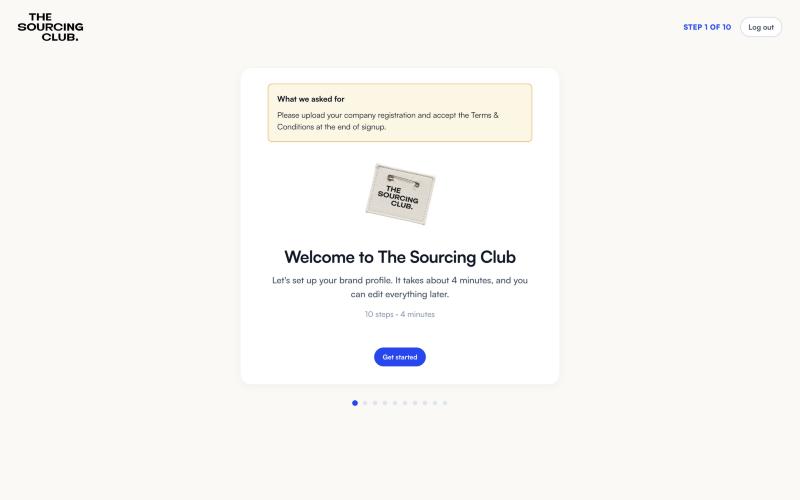 THE
SOURCING
CLUB.
STEP 1 OF 10
Log out
What we asked for
Please upload your company registration and accept the Terms &
Conditions at the end of signup.
THE
SOURCING
CLUB.
Welcome to The Sourcing Club
Let's set up your brand profile. It takes about 4 minutes, and you
can edit everything later.
10 steps · 4 minutes
Get started